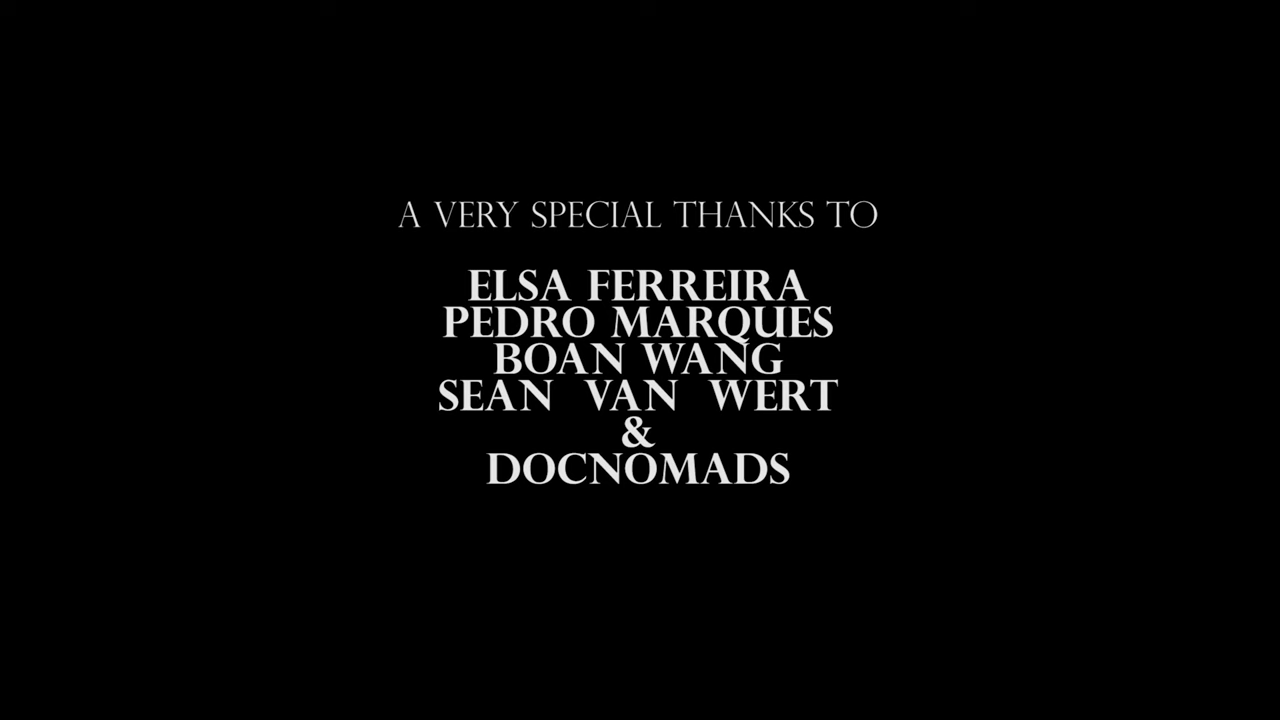 A VERY SPECIAL THANKS TO
ELSA FERREIRA
PEDRO MARQUES
BOAN WANG
SEAN VAN WERT
&
DOCNOMADS